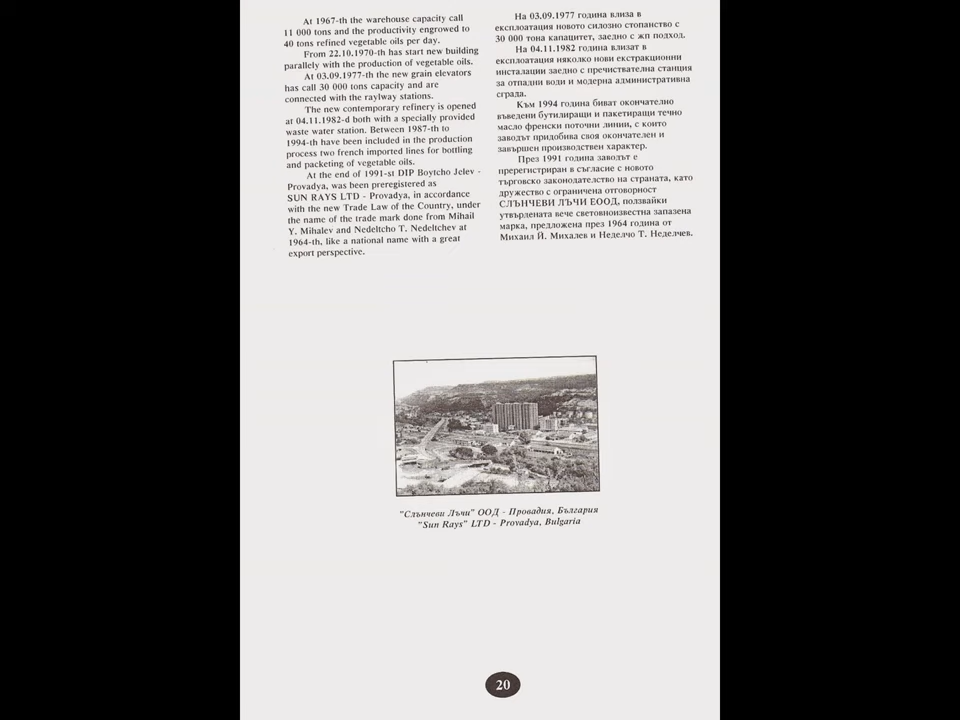 At 1967-th the warehouse capacity call
11 000 tons and the productivity engrowed to
40 tons refined vegetable oils per day.
From 22.10.1970-th has start new building
parallely with the production of vegetable oils.
At 03.09.1977-th the new grain elevators
has call 30 000 tons capacity and are
connected with the raylway stations.
The new contemporary refinery is opened
at 04.11.1982-d both with a specially provided
waste water station. Between 1987-th to
1994-th have been included in the production
process two french imported lines for bottling
and packeting of vegetable oils.
At the end of 1991-st DIP Boytcho Jelev -
Provadya, was been preregistered as
SUN RAYS LTD - Provadya, in accordance
with the new Trade Law of the Country, under
the name of the trade mark done from Mihail
Y. Mihalev and Nedeltcho T. Nedeltchev at
1964-th, like a national name with a great
export perspective.
На 03.09.1977 година влиза в
експлоатация новото силозно стопанство с
30 000 тона капацитет, заедно с жп подход.
На 04.11.1982 година влизат в
експлоатация няколко нови екстракционни
инсталации заедно с пречиствателна станция
за отпадни води и модерна административна
сграда.
Към 1994 година биват окончателно
въведени бутилиращи и пакетиращи течно
масло френски поточни линии, с които
заводът придобива своя окончателен и
завършен производствен характер.
През 1991 година заводът е
пререгистриран в съгласие с новото
търговско законодателство на страната, като
дружество с ограничена отговорност
СЛЪНЧЕВИ ЛЪЧИ ЕООД, ползвайки
утвърдената вече световноизвестна запазена
марка, предложена през 1964 година от
Михаил Й. Михалев и Неделчо Т. Неделчев.
"Слънчеви Лъчи" ООД - Провадия, България
"Sun Rays" LTD - Provadya, Bulgaria
20